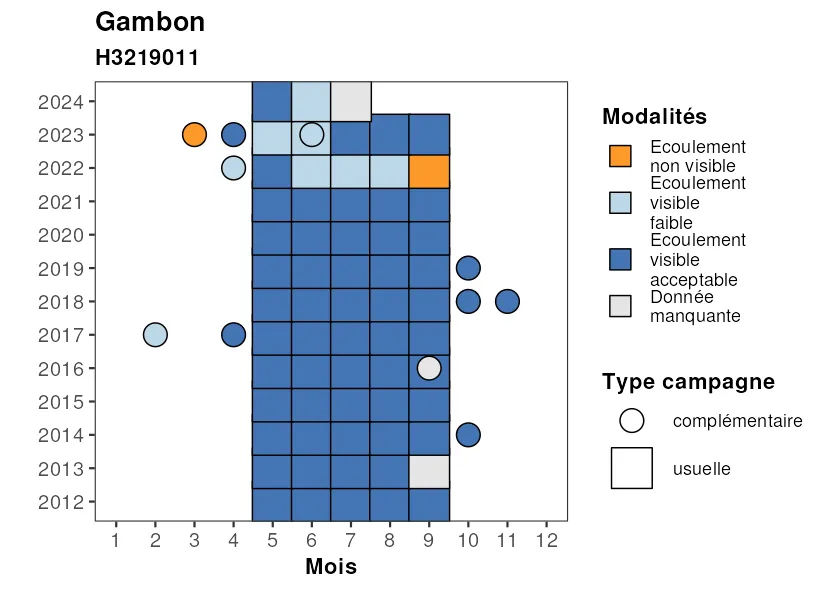 Gambon
H3219011
2024
2023
2022
2021
2020
2019
2018
2017
2016
2015
2014
2013
2012
1 2 3 4 5 6 7 8 9 10 11 12
Mois
Modalités
Ecoulement
non visible
Ecoulement
visible
faible
Ecoulement
visible
acceptable
Donnée
manquante
Type campagne
complémentaire
usuelle